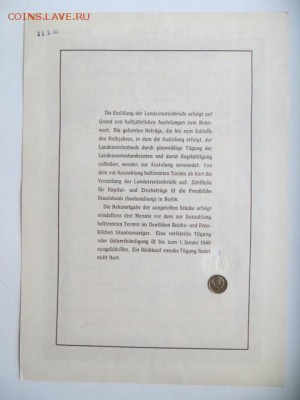 COINS.LAVE.RU
Die Einlösung der Landesrentenbriefe erfolgt auf
Grund von halbjährlichen Auslosungen zum Nenn-
wert. Die gelosten Beträge, die bis zum Schlusse
des Halbjahres, in dem die Auslosung erfolgt, der
Landesrentenbank durch planmäßige Tilgung der
Landesrentenbankrenten und durch Kapitaltilgung
zufließen, werden zur Auslosung verwendet. Von
dem zur Auszahlung bestimmten Termin ab hört die
Verzinsung der Landesrentenbriefe auf. Zahlstelle
für Kapital- und Zinsbeträge ist die Preußische
Staatsbank (Seehandlung) in Berlin.
Die Bekanntgabe der ausgelosten Stücke erfolgt
mindestens drei Monate vor dem zur Auszahlung
bestimmten Termin im Deutschen Reichs- und Preu-
ßischen Staatsanzeiger. Eine verstärkte Tilgung
oder Gesamtkündigung ist bis zum 1. Januar 1940
ausgeschlossen. Ein Rückkauf zwecks Tilgung findet
nicht statt.